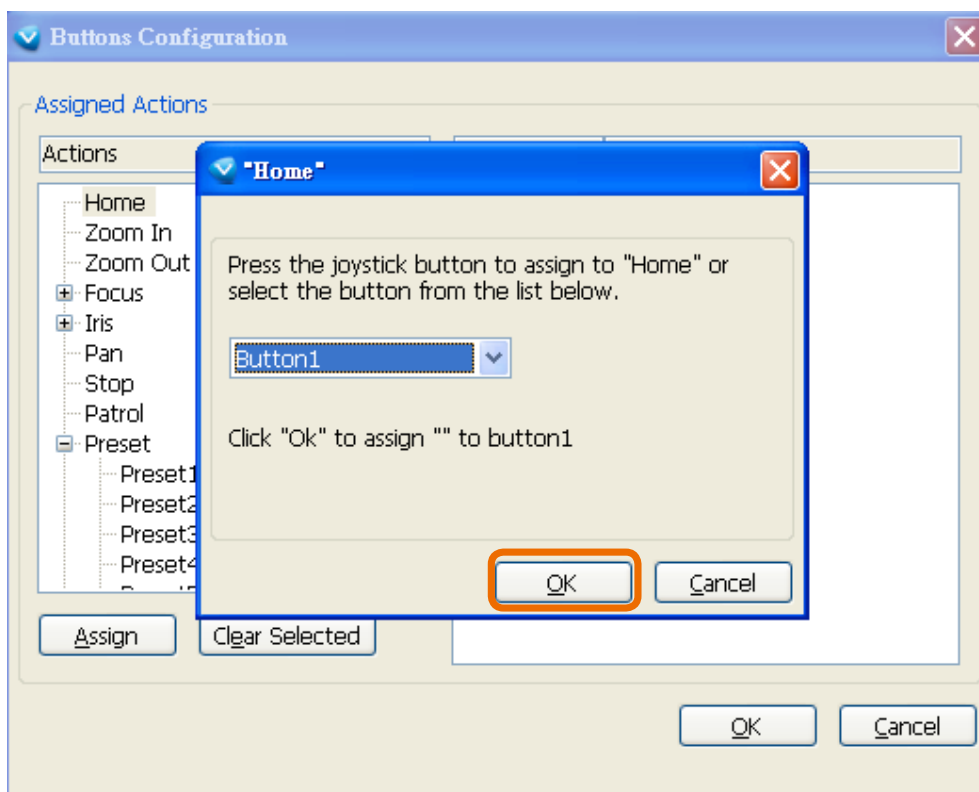 Buttons Configuration
Assigned Actions
Actions
Home
Zoom In
Zoom Out
Focus
Iris
Pan
Stop
Patrol
Preset
Preset1
Preset2
Preset3
Preset4
Assign
Clear Selected
"Home"
Press the joystick button to assign to "Home" or
select the button from the list below.
Button1
Click "Ok" to assign "" to button1
OK
Cancel
OK
Cancel